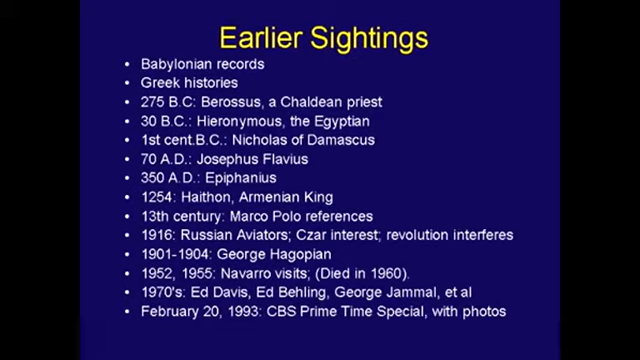 Earlier Sightings
• Babylonian records
• Greek histories
• 275 B.C: Berossus, a Chaldean priest
• 30 B.C.: Hieronymous, the Egyptian
• 1st cent.B.C.: Nicholas of Damascus
• 70 A.D.: Josephus Flavius
• 350 A.D.: Epiphanius
• 1254: Haithon, Armenian King
• 13th century: Marco Polo references
• 1916: Russian Aviators; Czar interest; revolution interferes
• 1901-1904: George Hagopian
• 1952, 1955: Navarro visits; (Died in 1960).
• 1970's: Ed Davis, Ed Behling, George Jammal, et al
• February 20, 1993: CBS Prime Time Special, with photos